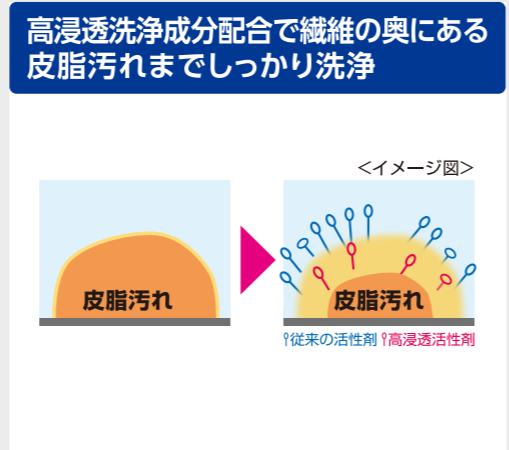 高浸透洗浄成分配合で繊維の奥にある
皮脂汚れまでしっかり洗浄
＜イメージ図＞
皮脂汚れ
皮脂汚れ
従来の活性剤 高浸透活性剤